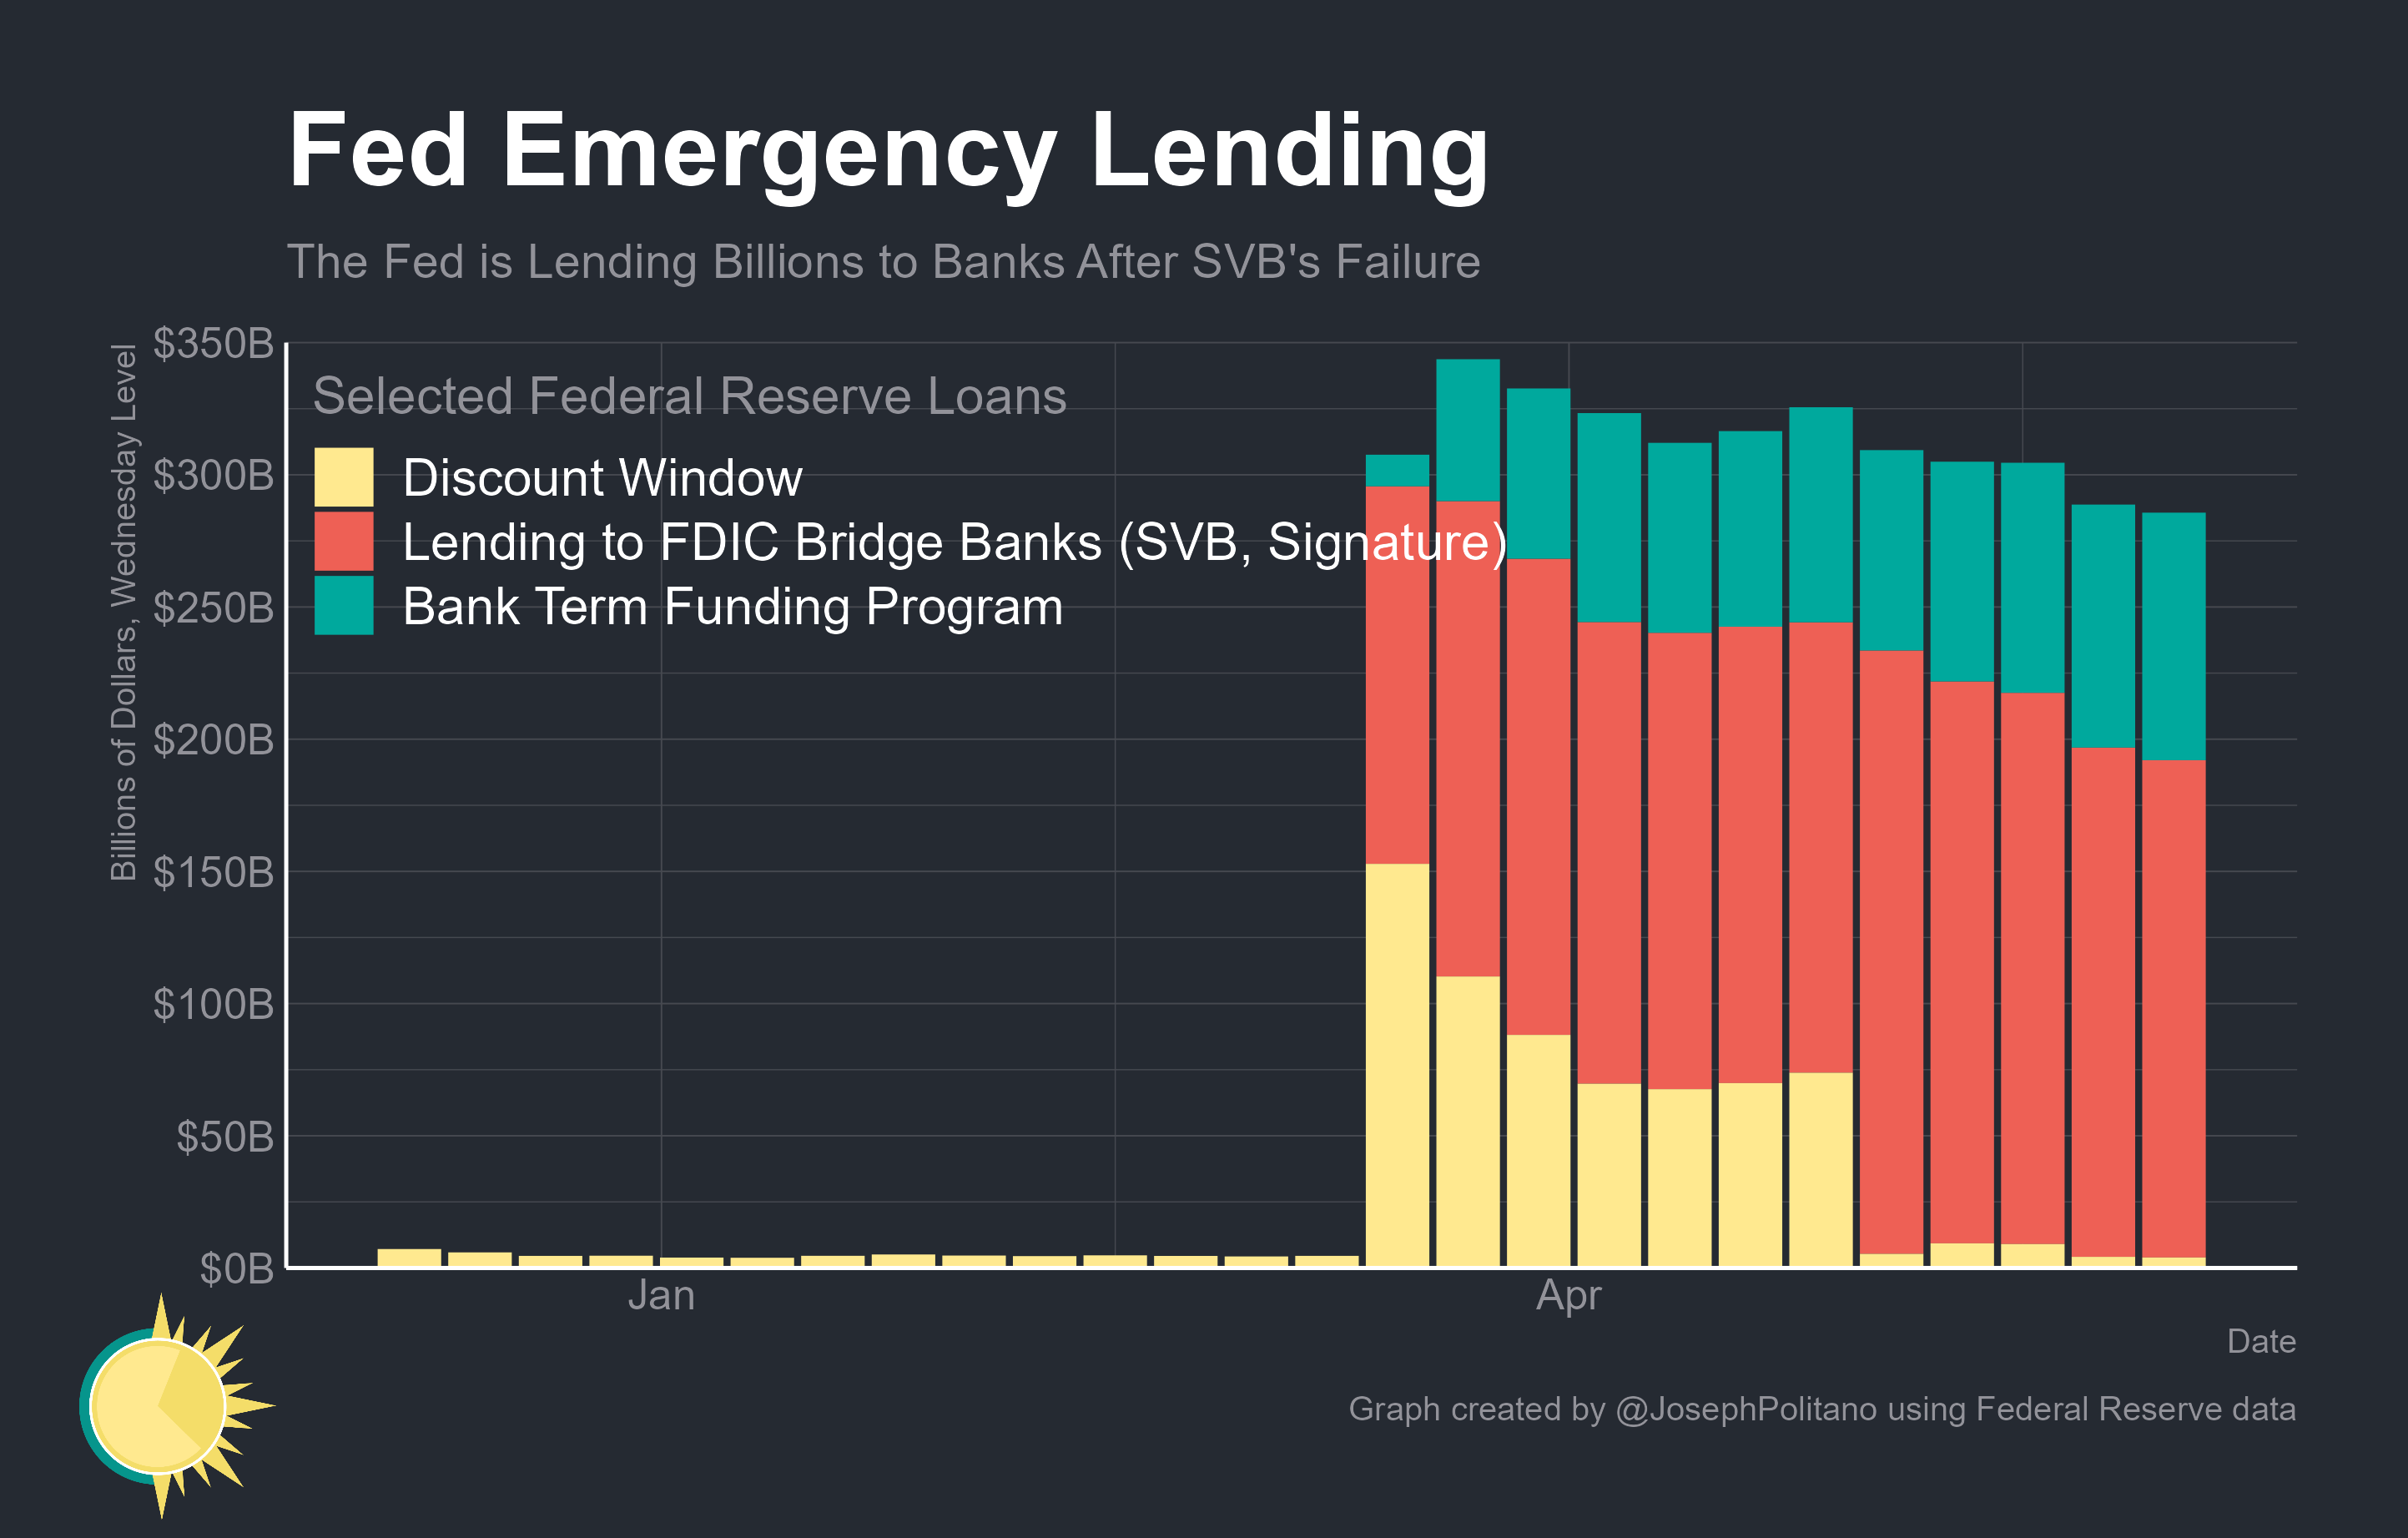 Fed Emergency Lending
The Fed is Lending Billions to Banks After SVB's Failure
Billions of Dollars, Wednesday Level
$350B
$300B
$250B
$200B
$150B
$100B
$50B
$0B
Selected Federal Reserve Loans
Discount Window
Lending to FDIC Bridge Banks (SVB, Signature)
Bank Term Funding Program
Jan
Apr
Date
Graph created by @JosephPolitano using Federal Reserve data